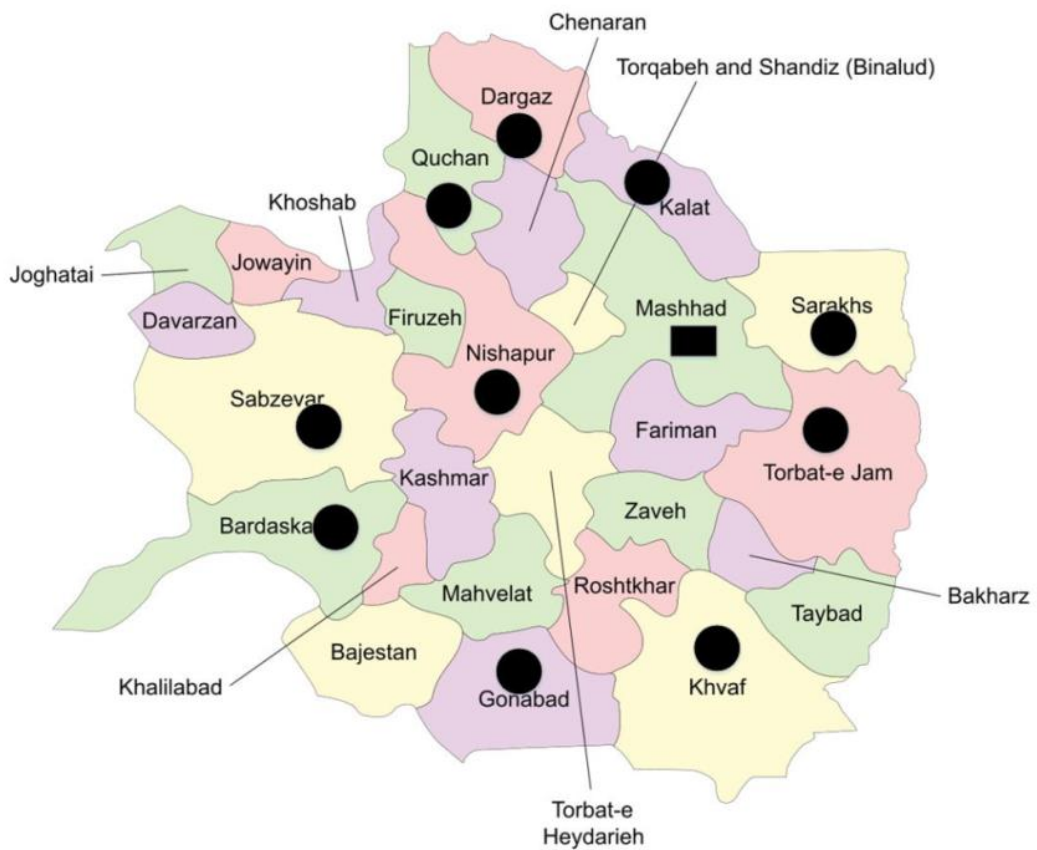 Chenaran
Torqabeh and Shandiz (Binalud)
Dargaz
Quchan
Khoshab
Kalat
Joghatai
Jowayin
Davarzan
Firuzeh
Mashhad
Sarakhs
Nishapur
Sabzevar
Fariman
Kashmar
Torbat-e Jam
Bardaska
Zaveh
Mahvelat
Roshtkhar
Bakharz
Taybad
Bajestan
Khalilabad
Gonabad
Khvaf
Torbat-e
Heydarieh